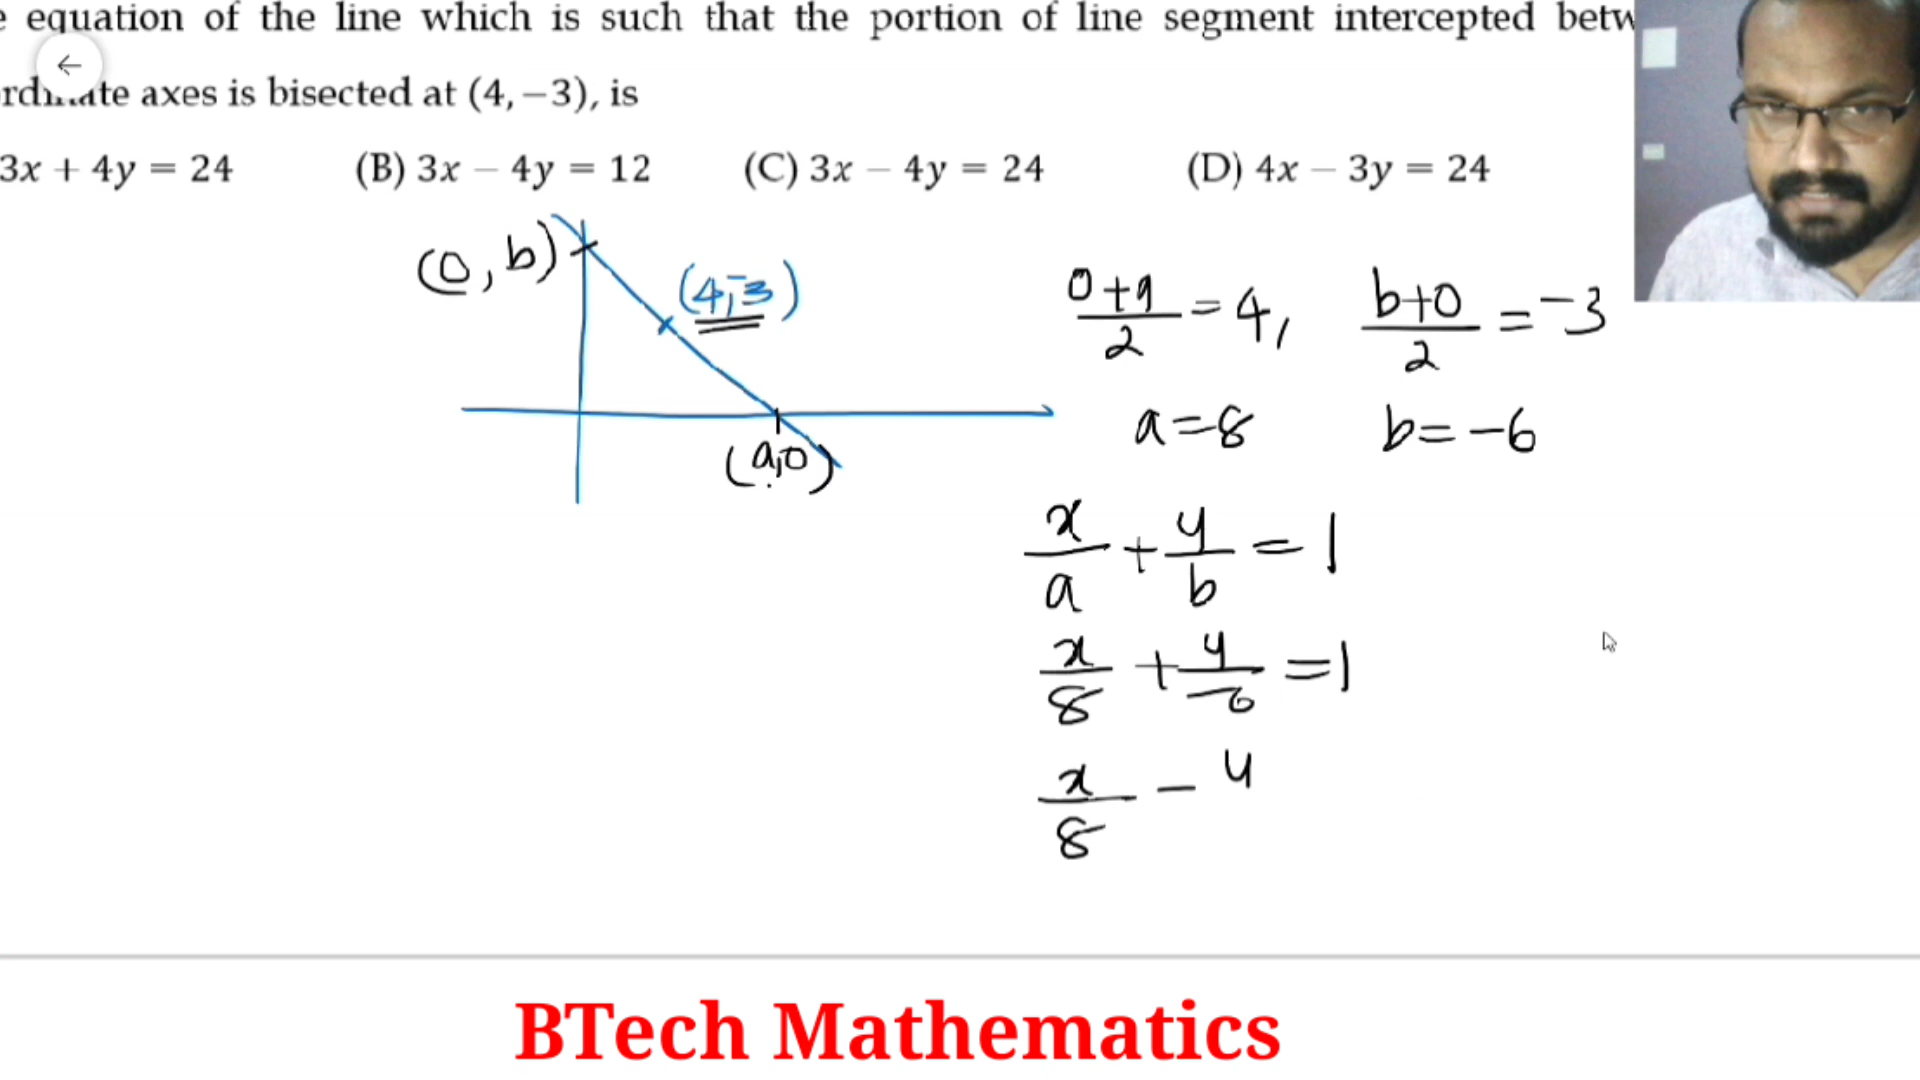 equation of the line which is such that the portion of line segment intercepted
axes is bisected at (4, −3), is
3x + 4y = 24 (B) 3x − 4y = 12 (C) 3x − 4y = 24 (D) 4x − 3y = 24
(0, b)
(4,-3)
(a,0)
(0+a)/2 = 4, (b+0)/2 = -3
a=8 b=-6
x/a + y/b = 1
x/8 + y/-6 = 1
x/8 - y
BTech Mathematics